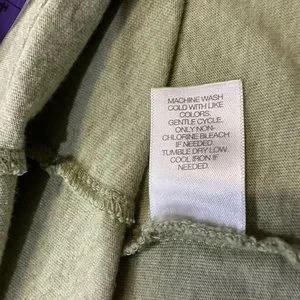 MACHINE WASH
COLD WITH LIKE
COLORS.
GENTLE CYCLE.
ONLY NON-
CHLORINE BLEACH
IF NEEDED.
TUMBLE DRY LOW.
COOL IRON IF
NEEDED.